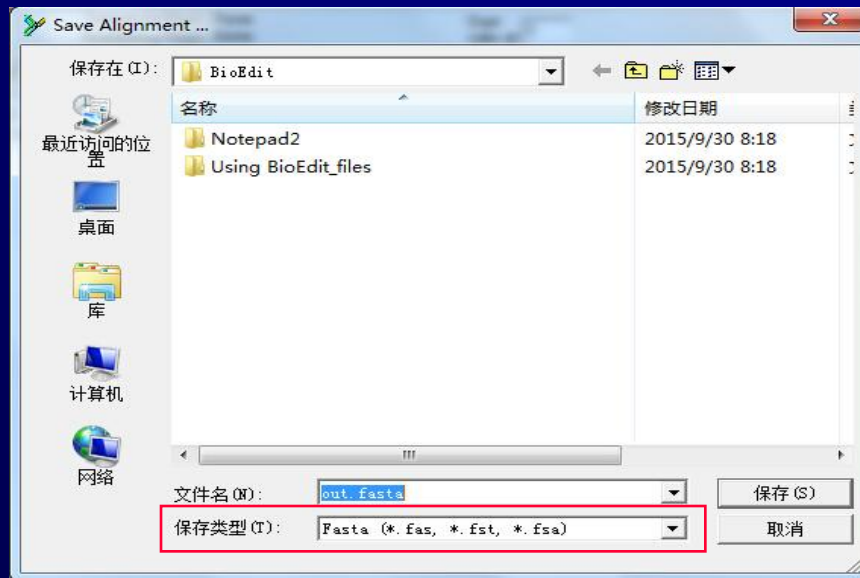 Save Alignme nt ...
保存在(I):
BioEdit
名称
修改日期
Notepad2
2015/9/30 8:18
Using BioEdit_files
2015/9/30 8:18
最近访问的位
置
桌面
库
计算机
网络
文件名(N):
out.fasta
保存(S)
保存类型(T):
Fasta (*.fas, *.fst, *.fsa)
取消